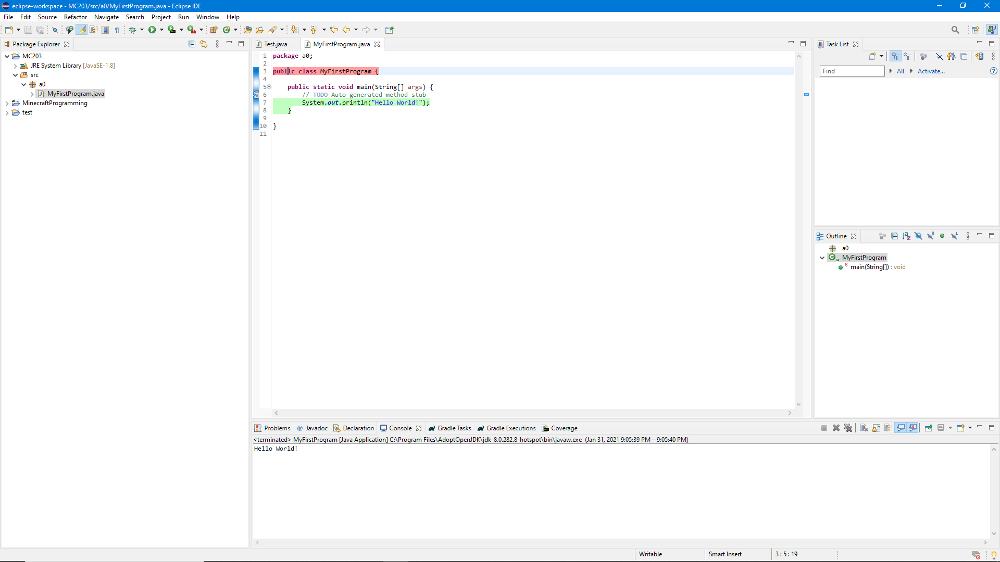 eclipse-workspace - MC203/src/a0/MyFirstProgram.java - Eclipse IDE
File Edit Source Refactor Navigate Search Project Run Window Help
Package Explorer
MC203
JRE System Library [JavaSE-1.8]
src
a0
MyFirstProgram.java
MinecraftProgramming
test
Test.java MyFirstProgram.java
1 package a0;
2
3 public class MyFirstProgram {
4
5 public static void main(String[] args) {
6 // TODO Auto-generated method stub
7 System.out.println("Hello World!");
8 }
9
10 }
11
Task List
Find All Activate...
Outline
a0
MyFirstProgram
main(String[]) : void
Problems @ Javadoc Declaration Console Gradle Tasks Gradle Executions Coverage
<terminated> MyFirstProgram [Java Application] C:\Program Files\AdoptOpenJDK\jdk-8.0.282.8-hotspot\bin\javaw.exe (Jan 31, 2021 9:05:39 PM – 9:05:40 PM)
Hello World!
Writable Smart Insert 3 : 5 : 19